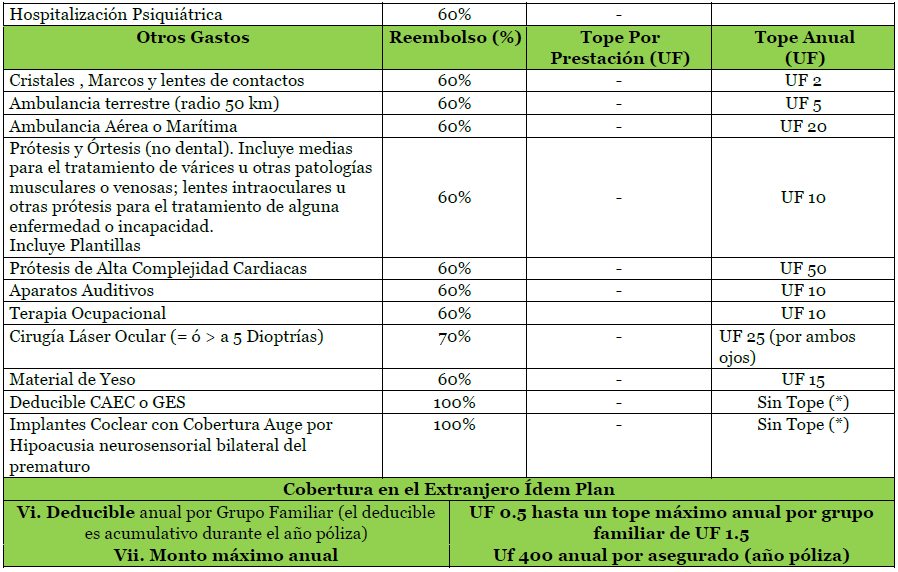 Hospitalización Psiquiátrica 60% -
Otros Gastos Reembolso (%) Tope Por Prestación (UF) Tope Anual (UF)
Cristales , Marcos y lentes de contactos 60% - UF 2
Ambulancia terrestre (radio 50 km) 60% - UF 5
Ambulancia Aérea o Marítima 60% - UF 20
Prótesis y Órtesis (no dental). Incluye medias
para el tratamiento de várices u otras patologías
musculares o venosas; lentes intraoculares u
otras prótesis para el tratamiento de alguna
enfermedad o incapacidad.
Incluye Plantillas
60% - UF 10
Prótesis de Alta Complejidad Cardiacas 60% - UF 50
Aparatos Auditivos 60% - UF 10
Terapia Ocupacional 60% UF 10
Cirugía Láser Ocular (= ó > a 5 Dioptrías) 70% - UF 25 (por ambos
ojos)
Material de Yeso 60% - UF 15
Deducible CAEC o GES 100% - Sin Tope (*)
Implantes Coclear con Cobertura Auge por 100% - Sin Tope (*)
Hipoacusia neurosensorial bilateral del
prematuro
Cobertura en el Extranjero Ídem Plan
Vi. Deducible anual por Grupo Familiar (el deducible
es acumulativo durante el año póliza)
UF 0.5 hasta un tope máximo anual por grupo
familiar de UF 1.5
Vii. Monto máximo anual Uf 400 anual por asegurado (año póliza)